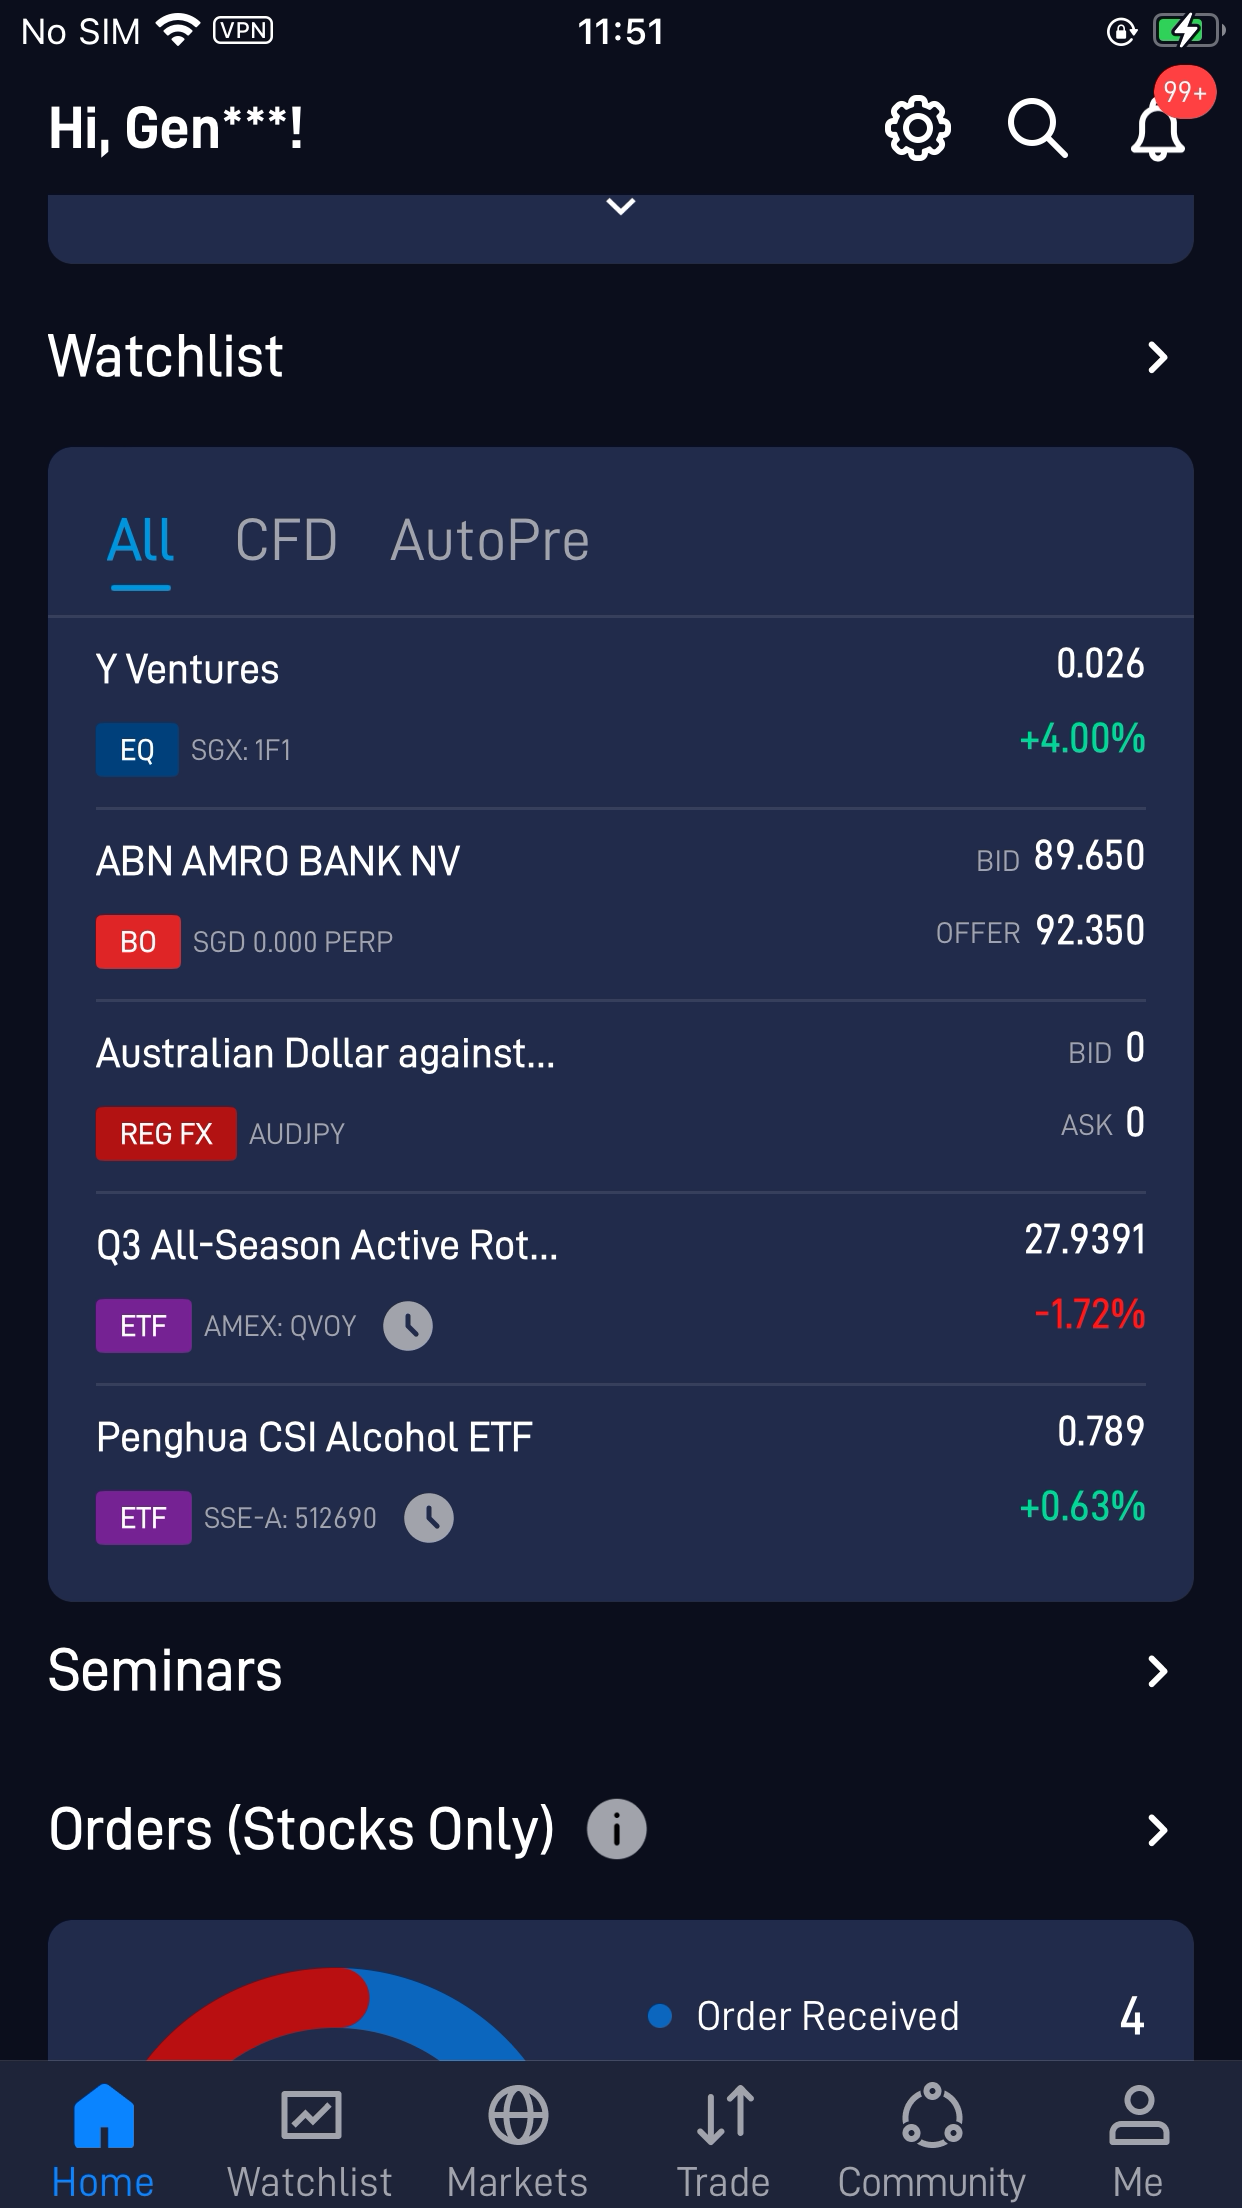 No SIM VPN 11:51
Hi, Gen***! 99+
Watchlist
All CFD AutoPre
Y Ventures 0.026
EQ SGX: 1F1 +4.00%
ABN AMRO BANK NV BID 89.650
BO SGD 0.000 PERP OFFER 92.350
Australian Dollar against... BID 0
REG FX AUDJPY ASK 0
Q3 All-Season Active Rot... 27.9391
ETF AMEX: QVOY -1.72%
Penghua CSI Alcohol ETF 0.789
ETF SSE-A: 512690 +0.63%
Seminars
Orders (Stocks Only)
Order Received 4
Home Watchlist Markets Trade Community Me